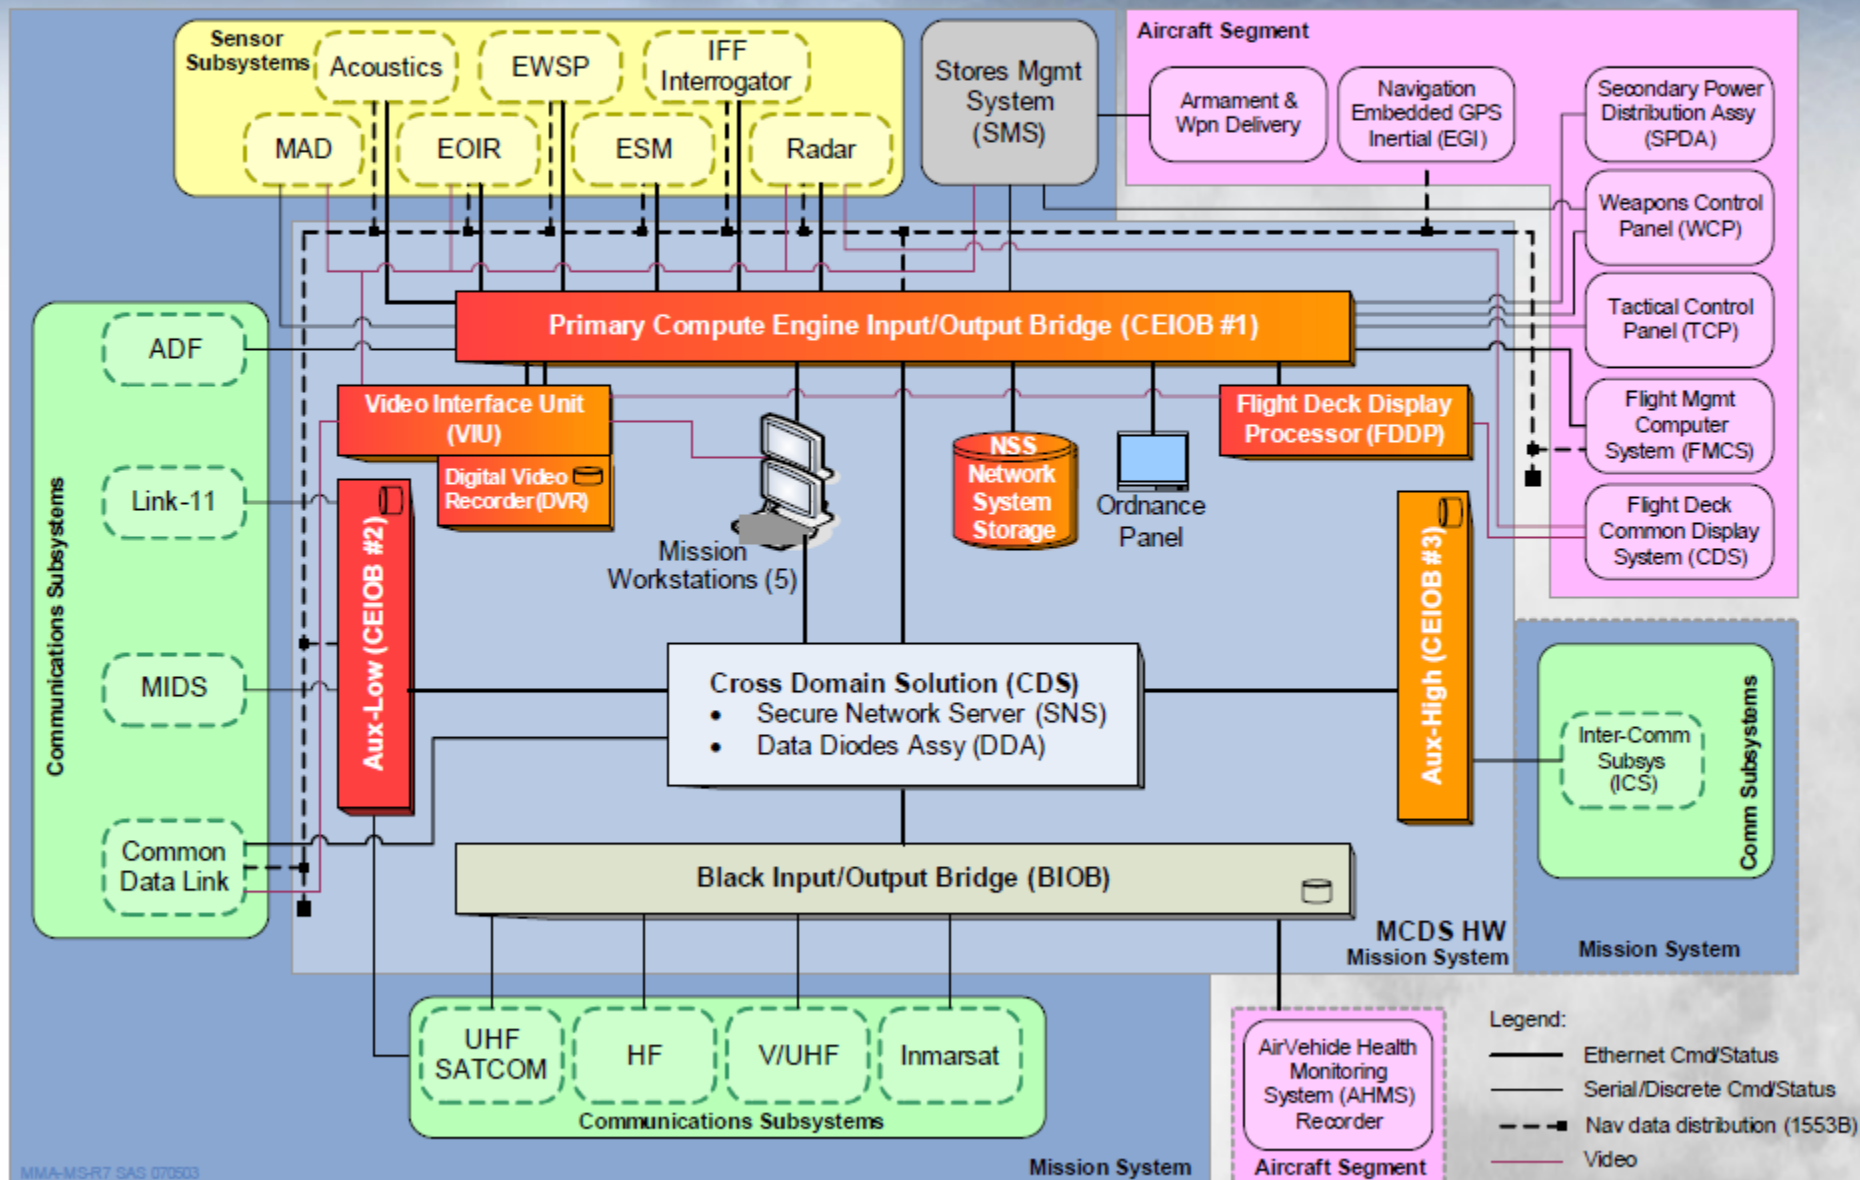 Sensor
Subsystems
Acoustics
EWSP
IFF
Interrogator
MAD
EOIR
ESM
Radar
Stores Mgmt
System
(SMS)
Aircraft Segment
Armament &
Wpn Delivery
Navigation
Embedded GPS
Inertial (EGI)
Secondary Power
Distribution Assy
(SPDA)
Weapons Control
Panel (WCP)
Tactical Control
Panel (TCP)
Flight Mgmt
Computer
System (FMCS)
Flight Deck
Common Display
System (CDS)
Primary Compute Engine Input/Output Bridge (CEIOB #1)
Communications Subsystems
ADF
Link-11
MIDS
Common
Data Link
Video Interface Unit
(VIU)
Digital Video
Recorder (DVR)
Mission
Workstations (5)
NSS
Network
System
Storage
Ordnance
Panel
Flight Deck Display
Processor (FDDP)
Aux-Low (CEIOB #2)
Aux-High (CEIOB #3)
Cross Domain Solution (CDS)
• Secure Network Server (SNS)
• Data Diodes Assy (DDA)
Inter-Comm
Subsys
(ICS)
Comm Subsystems
Mission System
Black Input/Output Bridge (BIOB)
MCDS HW
Mission System
UHF
SATCOM
HF
V/UHF
Inmarsat
Communications Subsystems
Mission System
AirVehide Health
Monitoring
System (AHMS)
Recorder
Aircraft Segment
Legend:
Ethernet Cmd/Status
Serial/Discrete Cmd/Status
Nav data distribution (1553B)
Video
MMA-MS-R7 SAS 070503